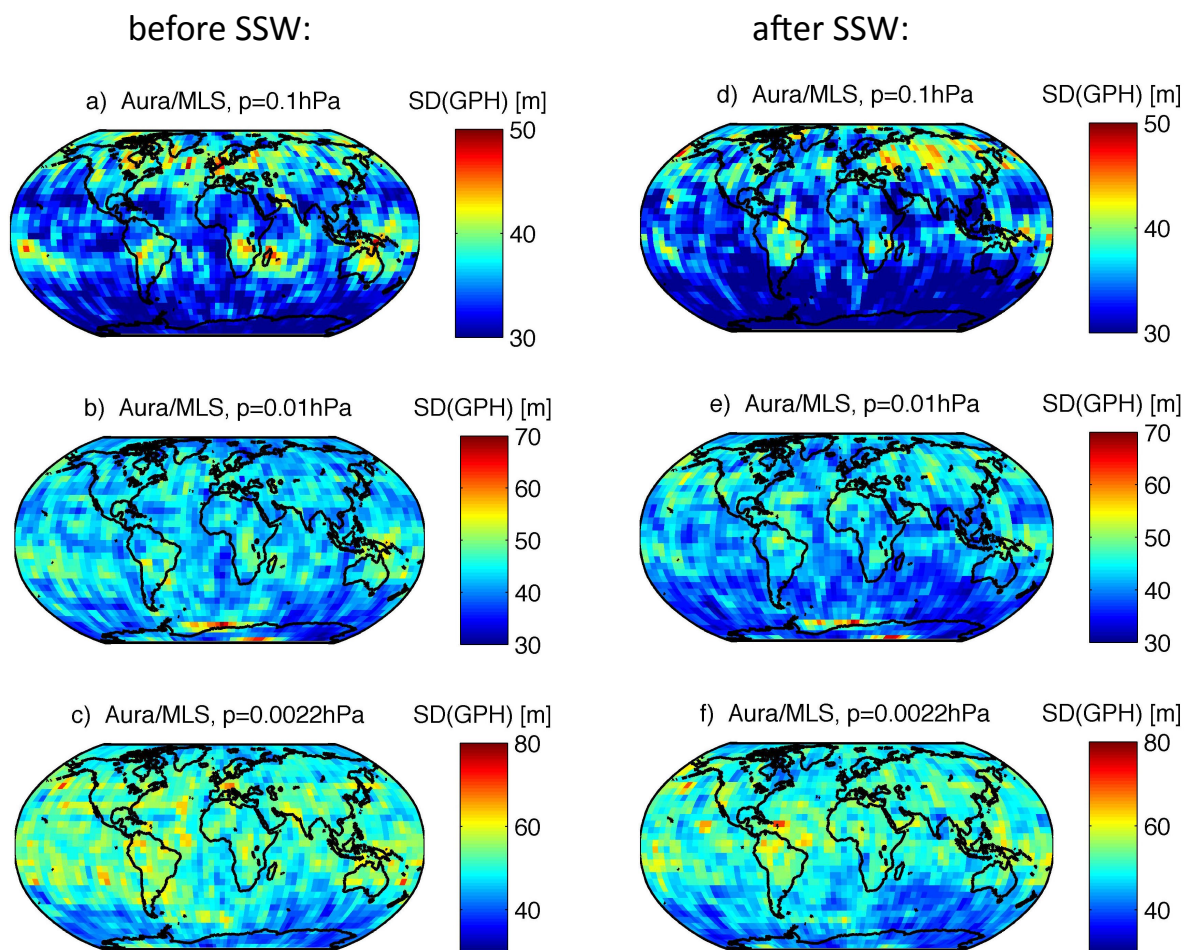 before SSW:
after SSW:
a) Aura/MLS, p=0.1hPa SD(GPH) [m]
50
40
30
d) Aura/MLS, p=0.1hPa SD(GPH) [m]
50
40
30
b) Aura/MLS, p=0.01hPa SD(GPH) [m]
70
60
50
40
30
e) Aura/MLS, p=0.01hPa SD(GPH) [m]
70
60
50
40
30
c) Aura/MLS, p=0.0022hPa SD(GPH) [m]
80
60
40
f) Aura/MLS, p=0.0022hPa SD(GPH) [m]
80
60
40